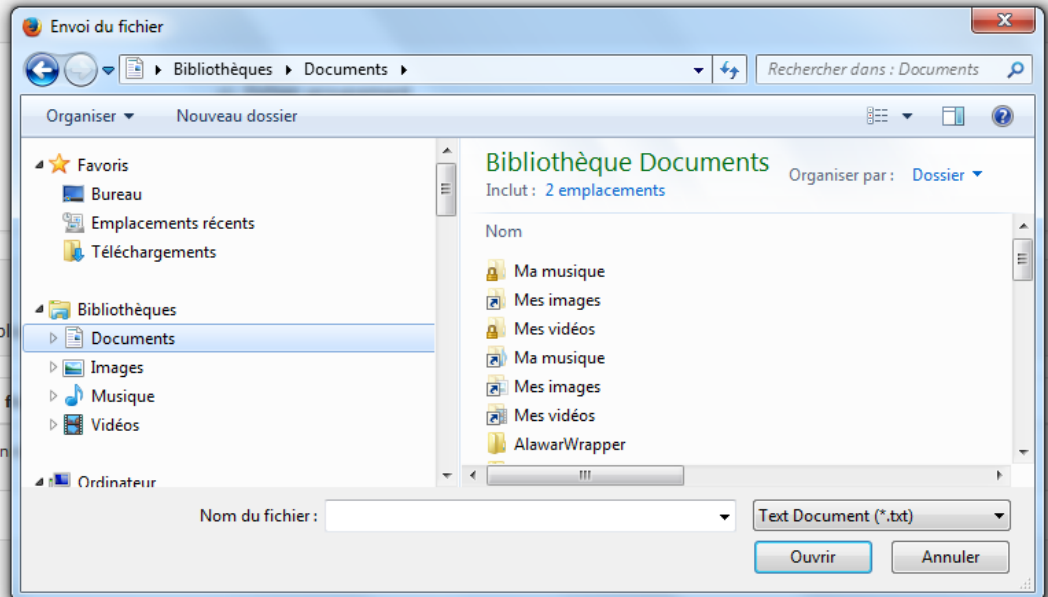 Envoi du fichier
Bibliothèques Documents
Rechercher dans : Documents
Organiser Nouveau dossier
Favoris
Bureau
Emplacements récents
Téléchargements
Bibliothèques
Documents
Images
Musique
Vidéos
Ordinateur
Bibliothèque Documents
Inclut : 2 emplacements
Organiser par : Dossier
Nom
Ma musique
Mes images
Mes vidéos
Ma musique
Mes images
Mes vidéos
AlawarWrapper
Nom du fichier :
Text Document (*.txt)
Ouvrir Annuler